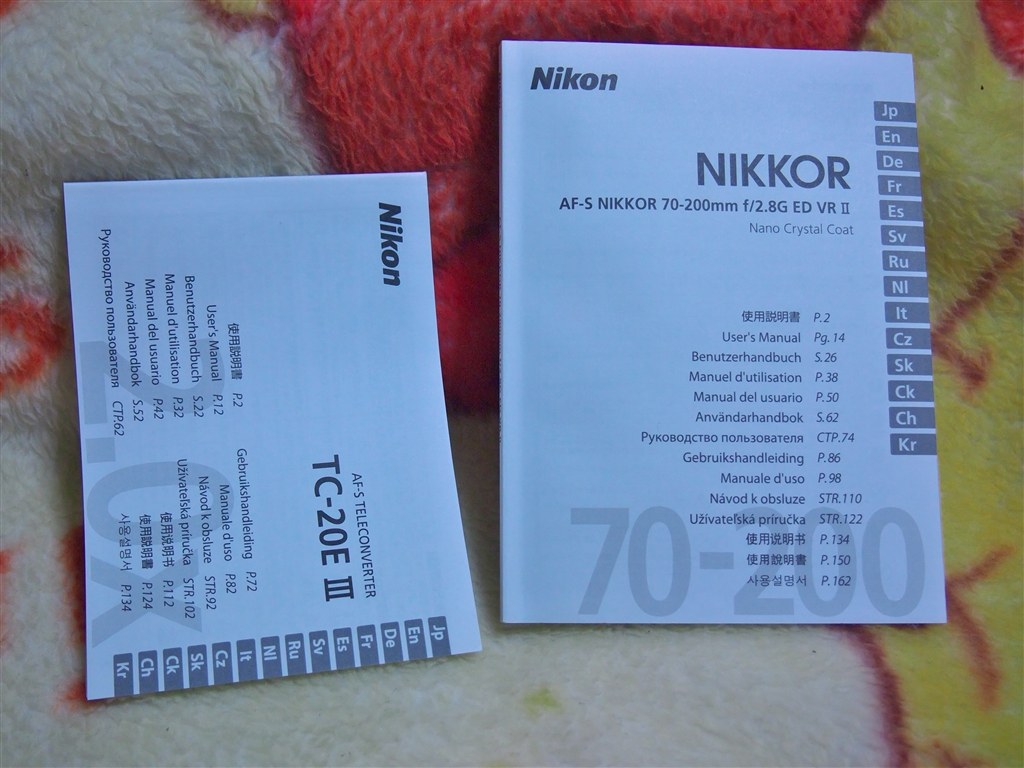 Nikon
AF-S TELECONVERTER
TC-20E III
使用説明書 P.2
User's Manual P.12
Benutzerhandbuch S.22
Manuel d'utilisation P.32
Manual del usuario P.42
Användarhandbok S.52
Руководство пользователя CTP.62
Gebruikshandleiding P.72
Manuale d'uso P.82
Návod k obsluze STR.92
Užívateľská príručka STR.102
使用说明书 P.112
使用說明書 P.124
사용설명서 P.134
Jp
En
De
Fr
Es
Sv
Ru
Nl
It
Cz
Sk
Ck
Ch
Kr
Nikon
NIKKOR
AF-S NIKKOR 70-200mm f/2.8G ED VR II
Nano Crystal Coat
使用説明書 P.2
User's Manual Pg.14
Benutzerhandbuch S.26
Manuel d'utilisation P.38
Manual del usuario P.50
Användarhandbok S.62
Руководство пользователя CTP.74
Gebruikshandleiding P.86
Manuale d'uso P.98
Návod k obsluze STR.110
Užívateľská príručka STR.122
使用说明书 P.134
使用說明書 P.150
사용설명서 P.162
70-200
Jp
En
De
Fr
Es
Sv
Ru
Nl
It
Cz
Sk
Ck
Ch
Kr